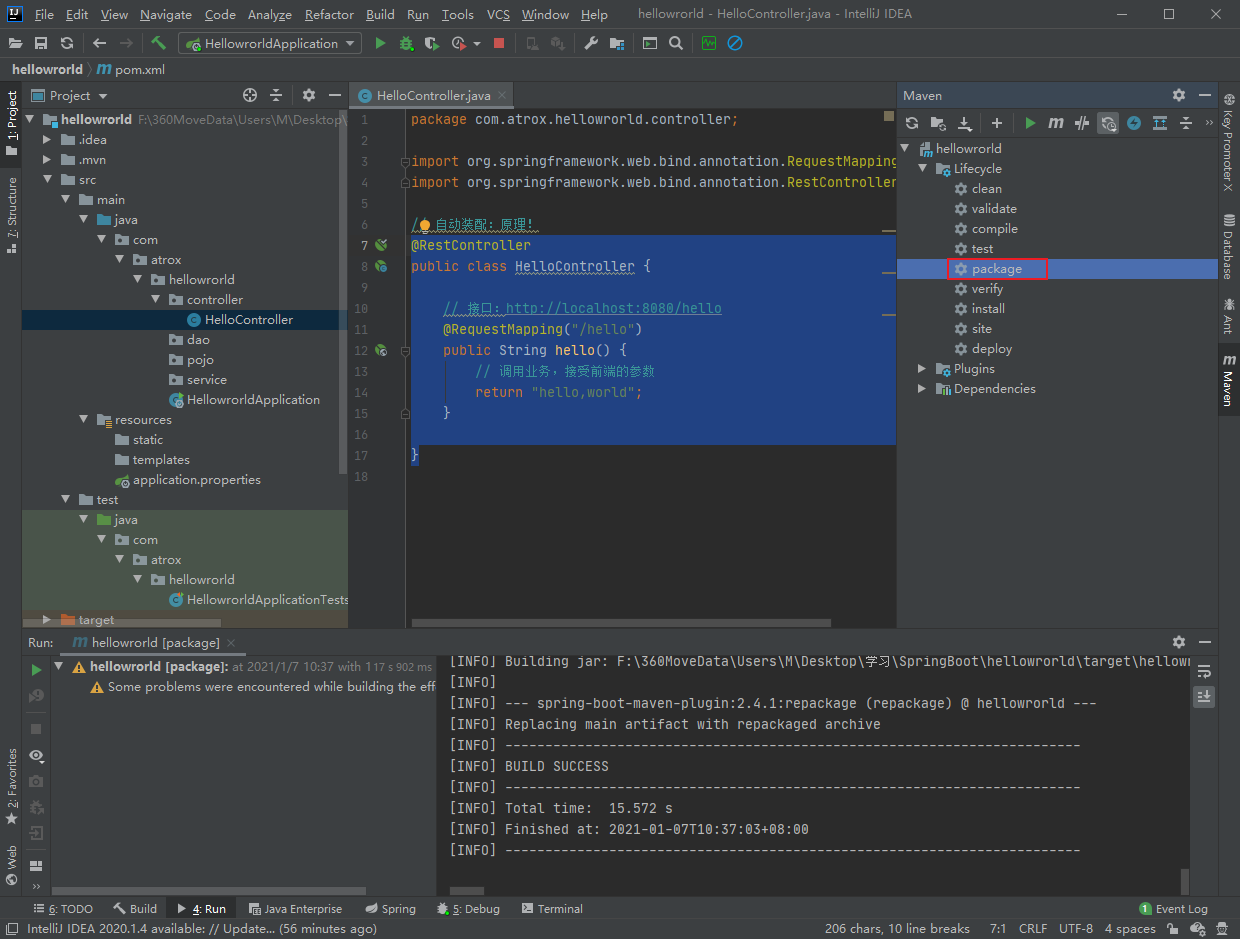 File Edit View Navigate Code Analyze Refactor Build Run Tools VCS Window Help hellowrorld - HelloController.java - IntelliJ IDEA
HelloworldApplication
hellowrorld
pom.xml
1: Project
7: Structure
2: Favorites
Web
Project
hellowrorld F:\360MoveData\Users\M\Desktop\
.idea
.mvn
src
main
java
com
atrox
hellowrorld
controller
HelloController
dao
pojo
service
HellowrorldApplication
resources
static
templates
application.properties
test
java
com
atrox
hellowrorld
HellowrorldApplicationTests
target
HelloController.java
1 package com.atrox.hellowrorld.controller;
2
3 import org.springframework.web.bind.annotation.RequestMapping
4 import org.springframework.web.bind.annotation.RestController
5
6 / 自动装配：原理！
7 @RestController
8 public class HelloController {
9
10 // 接口：http://localhost:8080/hello
11 @RequestMapping("/hello")
12 public String hello() {
13 // 调用业务，接受前端的参数
14 return "hello,world";
15 }
16
17 }
18
Maven
hellowrorld
Lifecycle
clean
validate
compile
test
package
verify
install
site
deploy
Plugins
Dependencies
Key Promoter X
Database
Ant
Maven
Run: hellowrorld [package]
hellowrorld [package]: at 2021/1/7 10:37 with 1 17 s 902 ms
Some problems were encountered while building the eff
[INFO] Building jar: F:\360MoveData\Users\M\Desktop\学习\SpringBoot\hellowrorld\target\hellowr
[INFO]
[INFO] --- spring-boot-maven-plugin:2.4.1:repackage (repackage) @ hellowrorld ---
[INFO] Replacing main artifact with repackaged archive
[INFO] ------------------------------------------------------------------------
[INFO] BUILD SUCCESS
[INFO] ------------------------------------------------------------------------
[INFO] Total time:  15.572 s
[INFO] Finished at: 2021-01-07T10:37:03+08:00
[INFO] ------------------------------------------------------------------------
6: TODO Build 4: Run Java Enterprise Spring 5: Debug Terminal 1 Event Log
IntelliJ IDEA 2020.1.4 available: // Update... (56 minutes ago) 206 chars, 10 line breaks 7:1 CRLF UTF-8 4 spaces